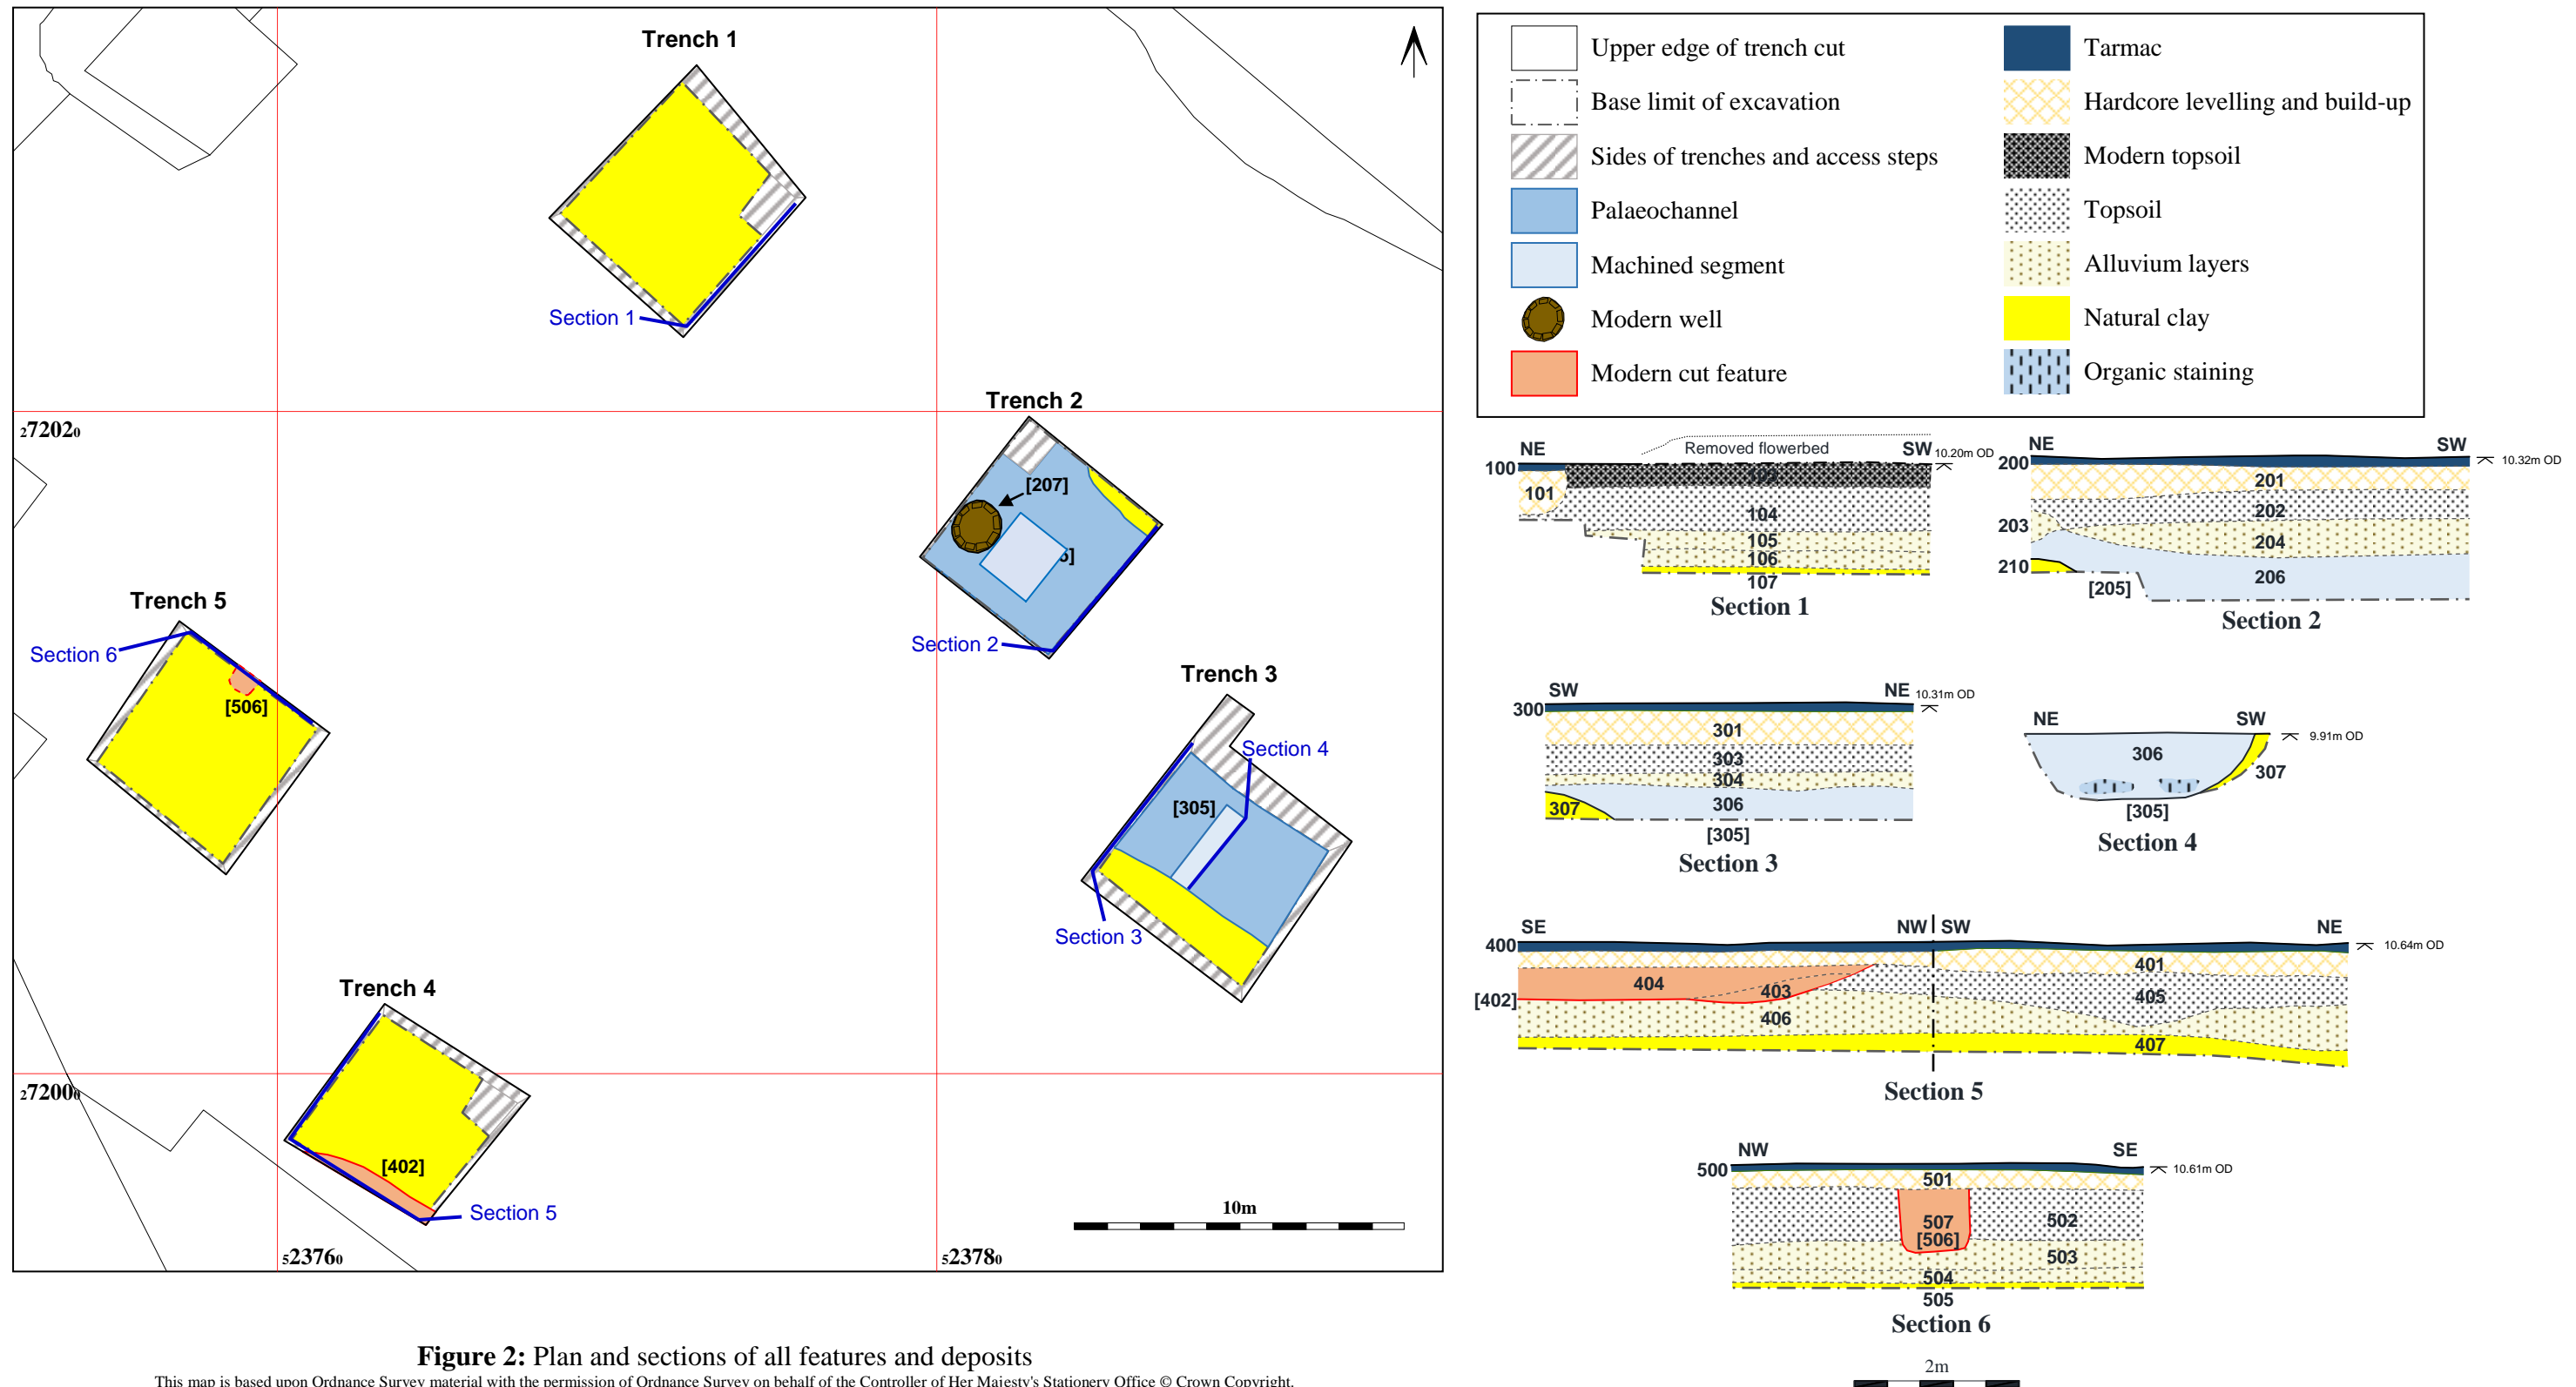 Trench 1
Section 1
Trench 2
272020
[207]
Section 2
Trench 5
Section 6
[506]
Trench 3
Section 4
[305]
Section 3
Trench 4
272000
[402]
Section 5
10m
523760
523780
Upper edge of trench cut
Base limit of excavation
Sides of trenches and access steps
Palaeochannel
Machined segment
Modern well
Modern cut feature
Tarmac
Hardcore levelling and build-up
Modern topsoil
Topsoil
Alluvium layers
Natural clay
Organic staining
NE
Removed flowerbed
SW
10.20m OD
100
101
104
105
106
107
Section 1
NE
SW
10.32m OD
200
201
202
203
204
210
206
[205]
Section 2
SW
NE
10.31m OD
300
301
303
304
306
307
[305]
Section 3
NE
SW
9.91m OD
306
307
[305]
Section 4
SE
NW
SW
NE
10.64m OD
400
401
404
403
405
[402]
406
407
Section 5
NW
SE
10.61m OD
500
501
507
502
[506]
503
504
505
Section 6
2m
Figure 2: Plan and sections of all features and deposits
This map is based upon Ordnance Survey material with the permission of Ordnance Survey on behalf of the Controller of Her Majesty's Stationery Office © Crown Copyright.